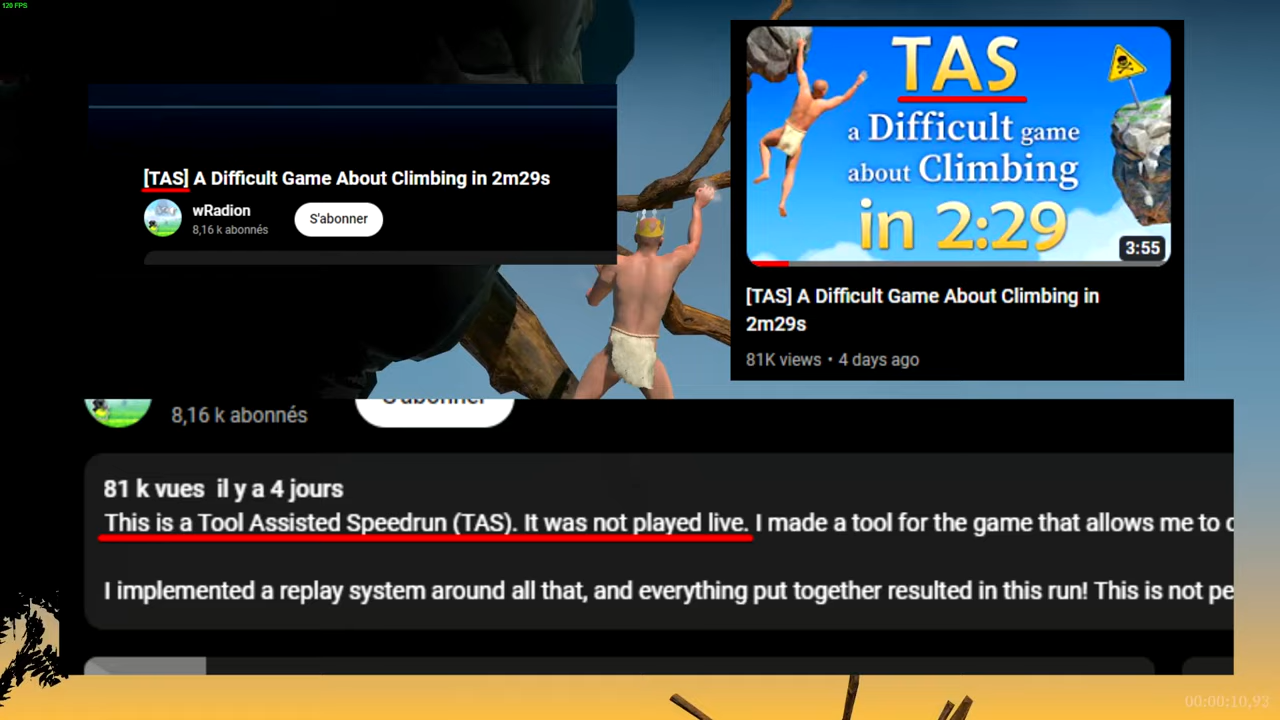 120 FPS
[TAS] A Difficult Game About Climbing in 2m29s
wRadion
8,16 k abonnés
S'abonner
TAS
a Difficult game
about Climbing
in 2:29
3:55
[TAS] A Difficult Game About Climbing in
2m29s
81K views • 4 days ago
8,16 k abonnés
S'abonner
81 k vues il y a 4 jours
This is a Tool Assisted Speedrun (TAS). It was not played live. I made a tool for the game that allows me to
I implemented a replay system around all that, and everything put together resulted in this run! This is not
00:00:10,93